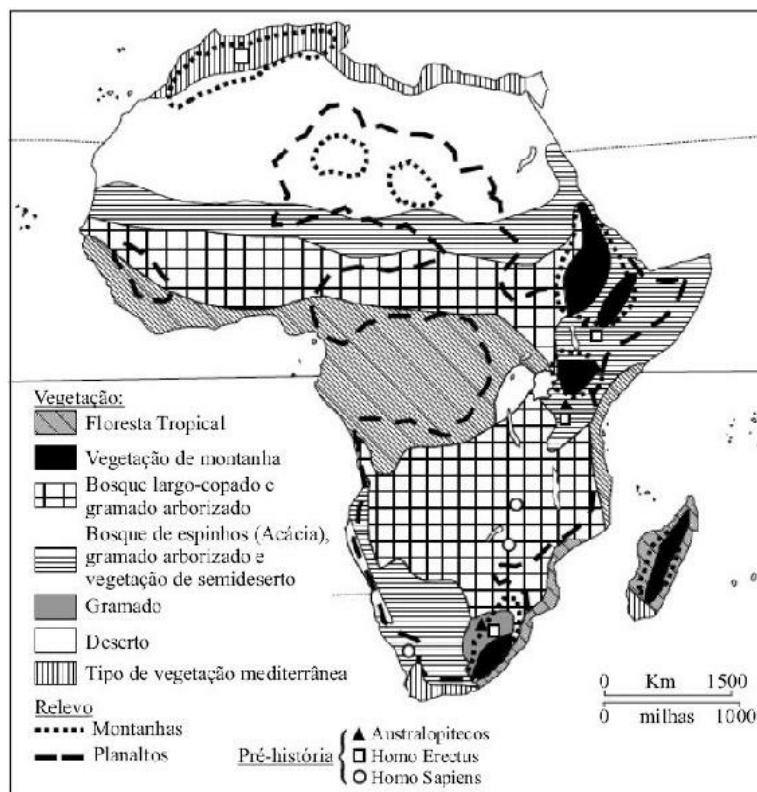 Vegetação:
Floresta Tropical
Vegetação de montanha
Bosque largo-copado e
gramado arborizado
Bosque de espinhos (Acácia),
gramado arborizado e
vegetação de semideserto
Gramado
Deserto
Tipo de vegetação mediterrânea
Relevo
Montanhas
Planaltos
Pré-história
Australopitecos
Homo Erectus
Homo Sapiens
0 Km 1500
0 milhas 1000